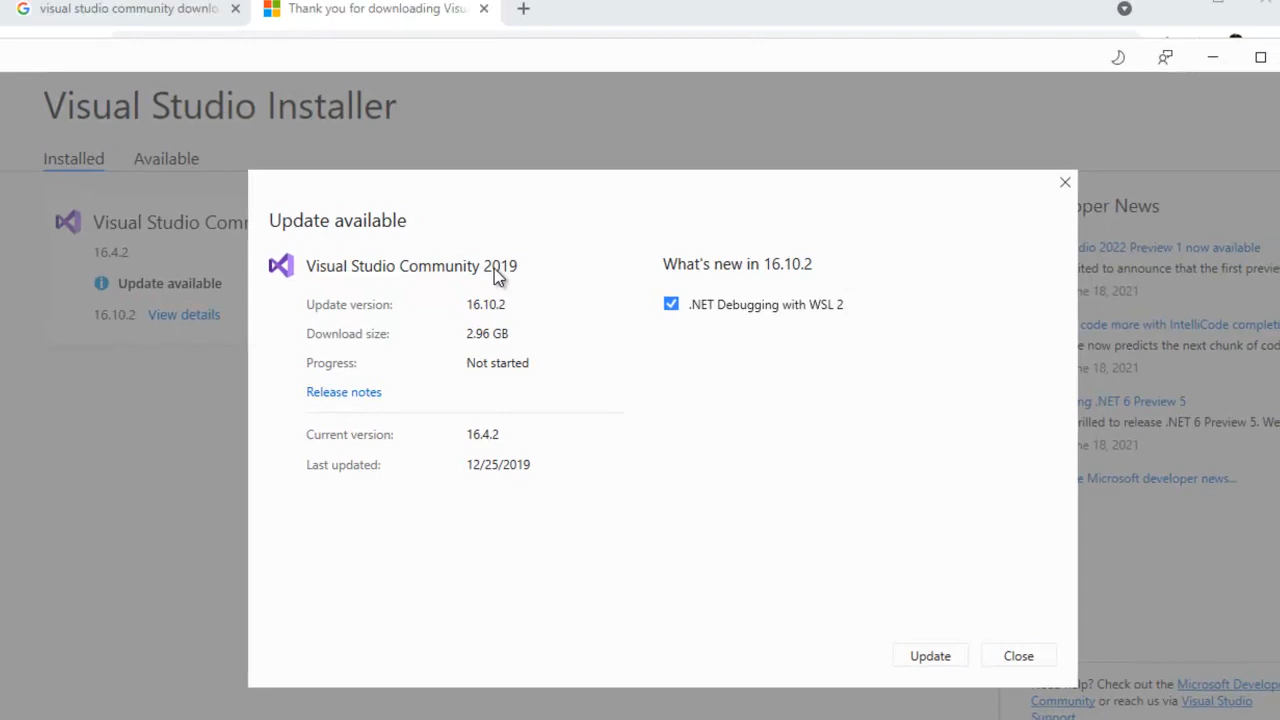 visual studio community downlo
Thank you for downloading Visu
Visual Studio Installer
Installed
Available
Visual Studio Com
16.4.2
Update available
16.10.2 View details
Update available
Visual Studio Community 2019
Update version: 16.10.2
Download size: 2.96 GB
Progress: Not started
Release notes
Current version: 16.4.2
Last updated: 12/25/2019
What's new in 16.10.2
.NET Debugging with WSL 2
Update
Close
oper News
dio 2022 Preview 1 now available
ited to announce that the first preview
ne 18, 2021
code more with IntelliCode completi
e now predicts the next chunk of cod
ne 18, 2021
ng .NET 6 Preview 5
rilled to release .NET 6 Preview 5. We
ne 18, 2021
e Microsoft developer news...
Need help? Check out the Microsoft Develope
Community or reach us via Visual Studio
Support